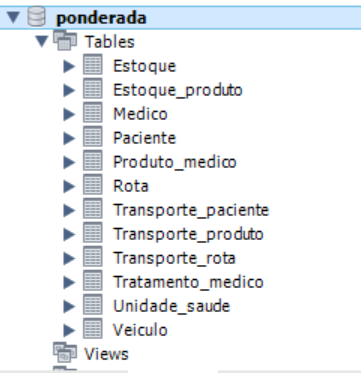 ponderada
Tables
Estoque
Estoque_produto
Medico
Paciente
Produto_medico
Rota
Transporte_paciente
Transporte_produto
Transporte_rota
Tratamento_medico
Unidade_saude
Veiculo
Views